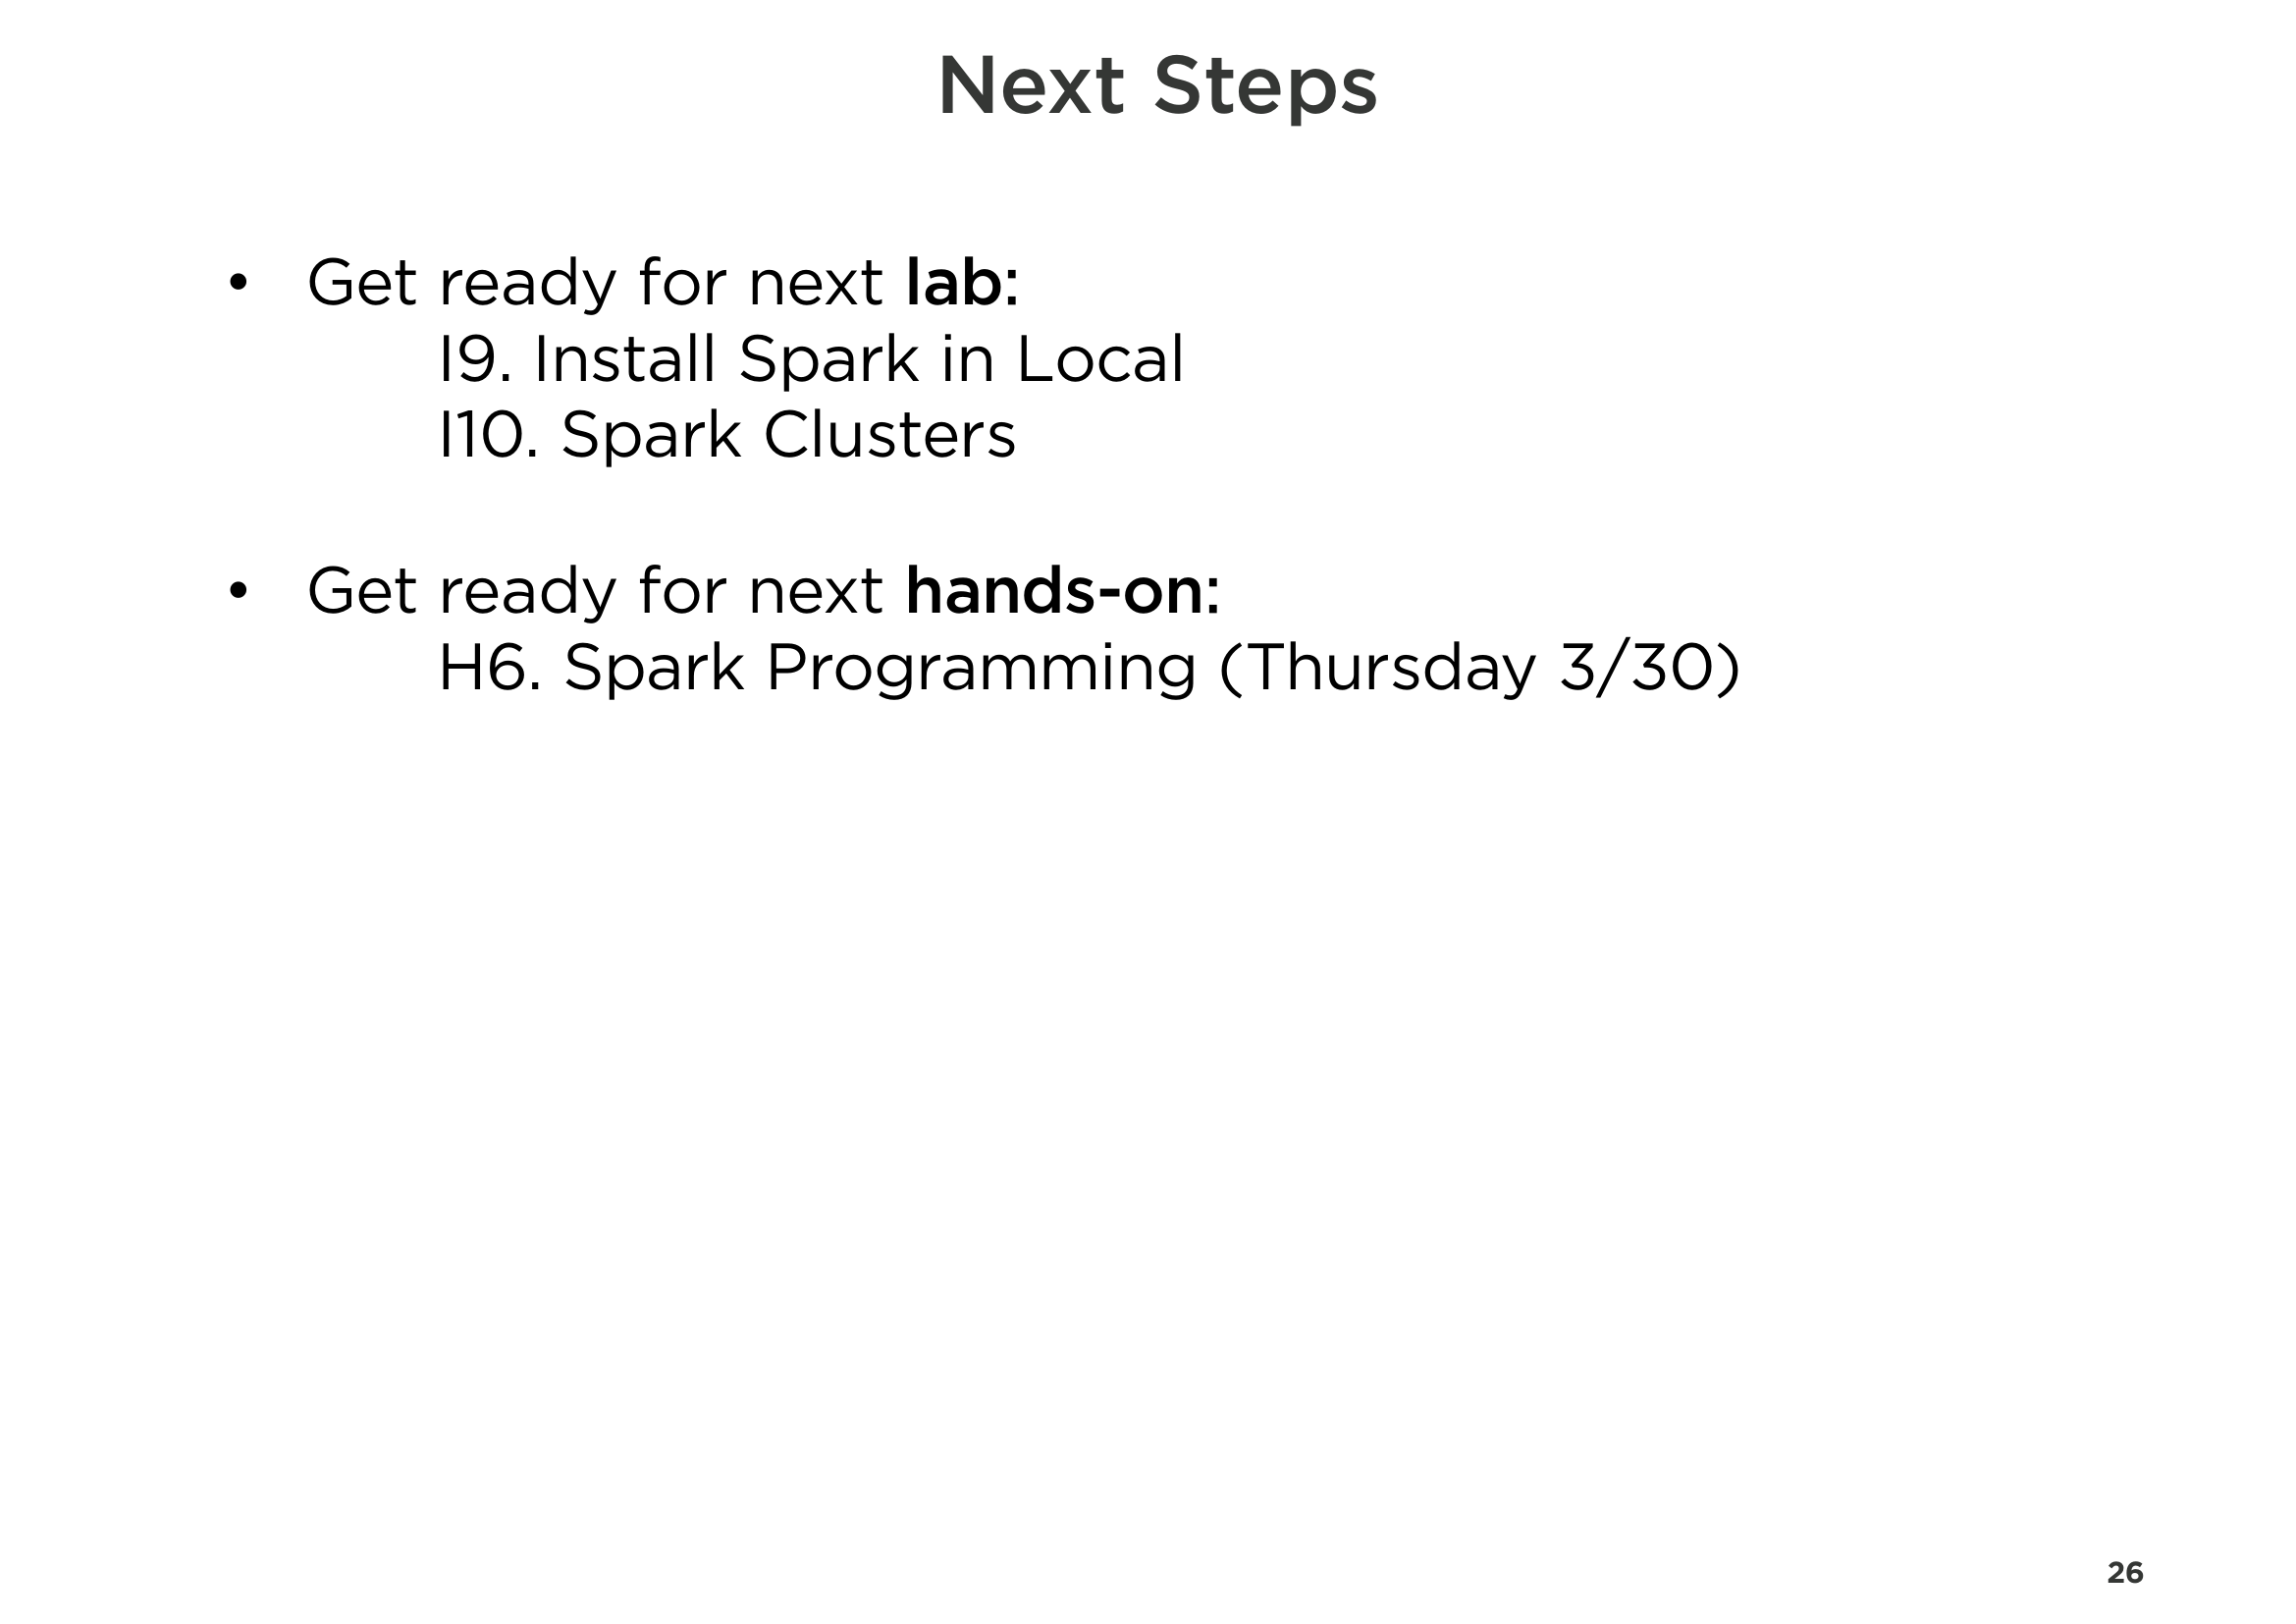 Next Steps
• Get ready for next lab:
I9. Install Spark in Local
I10. Spark Clusters
• Get ready for next hands-on:
H6. Spark Programming (Thursday 3/30)
26